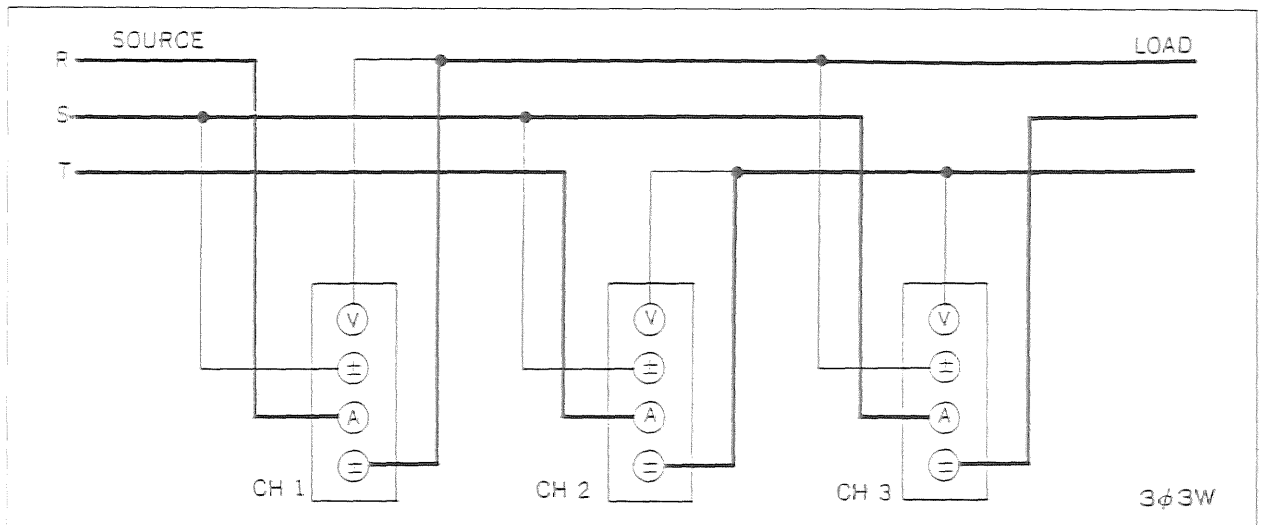 SOURCE
LOAD
R
S
T
V V V
± ± ±
A A A
± ± ±
CH 1 CH 2 CH 3
3φ3W